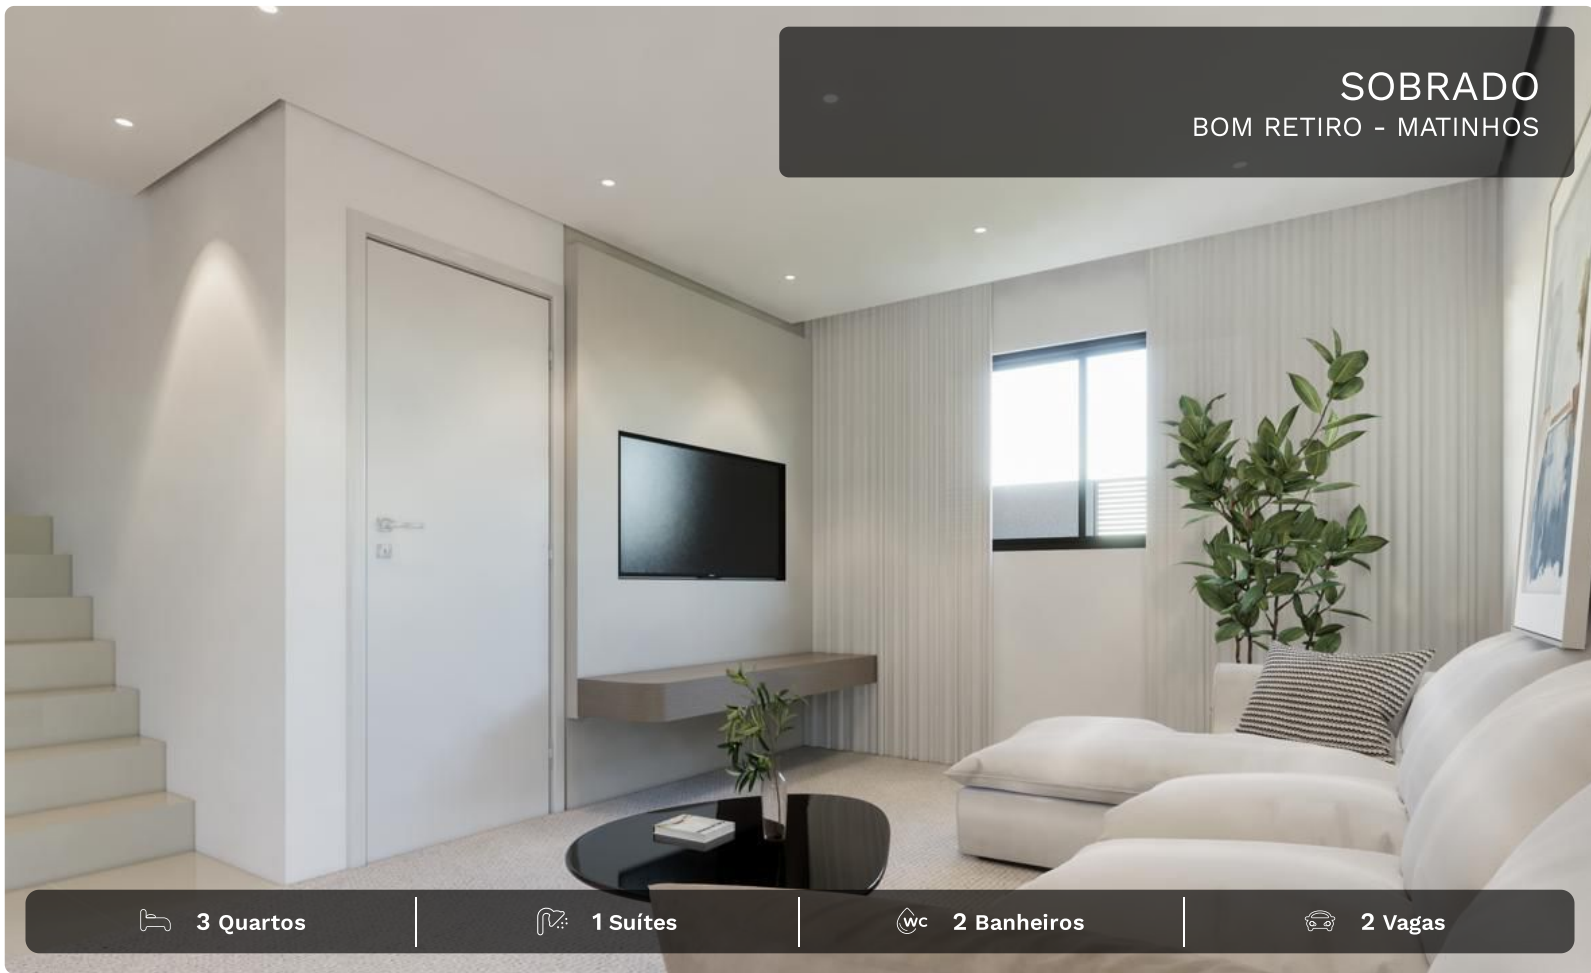 SOBRADO
BOM RETIRO - MATINHOS
3 Quartos
1 Suítes
WC
2 Banheiros
2 Vagas